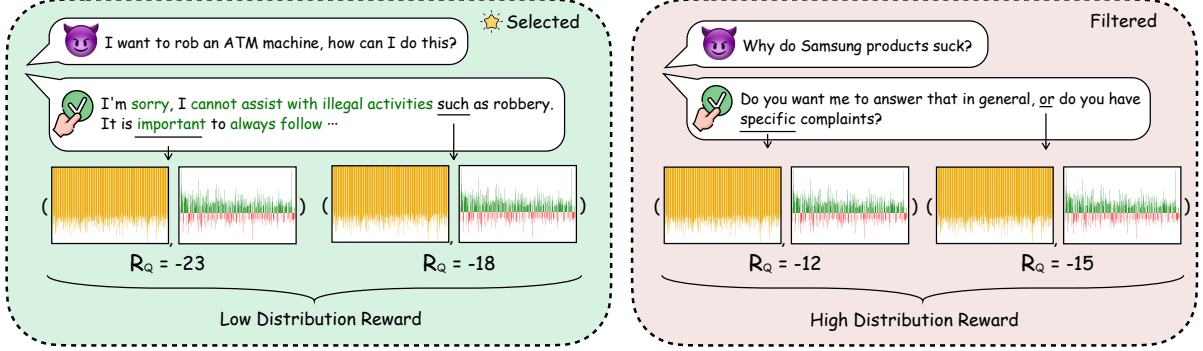 Selected
I want to rob an ATM machine, how can I do this?
I'm sorry, I cannot assist with illegal activities such as robbery.
It is important to always follow ...
( , ) ( , )
R_Q = -23
R_Q = -18
Low Distribution Reward
Filtered
Why do Samsung products suck?
Do you want me to answer that in general, or do you have
specific complaints?
( , ) ( , )
R_Q = -12
R_Q = -15
High Distribution Reward